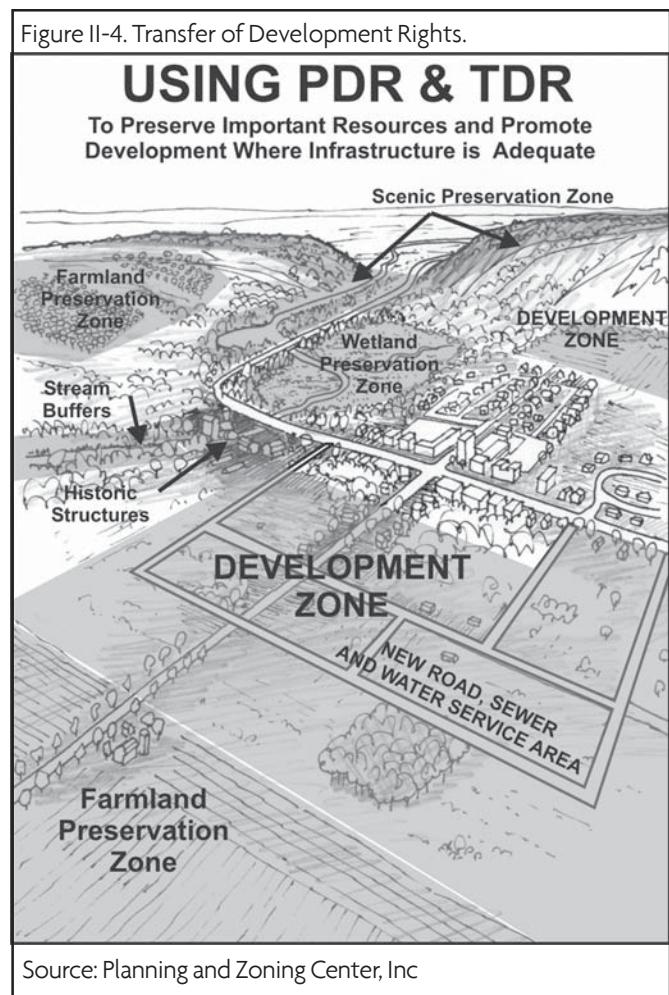 Figure II-4. Transfer of Development Rights.
USING PDR & TDR
To Preserve Important Resources and Promote
Development Where Infrastructure is Adequate
Scenic Preservation Zone
Farmland
Preservation
Zone
DEVELOPMENT
ZONE
Wetland
Preservation
Zone
Stream
Buffers
Historic
Structures
DEVELOPMENT
ZONE
NEW ROAD, SEWER
AND WATER SERVICE AREA
Farmland
Preservation
Zone
Source: Planning and Zoning Center, Inc